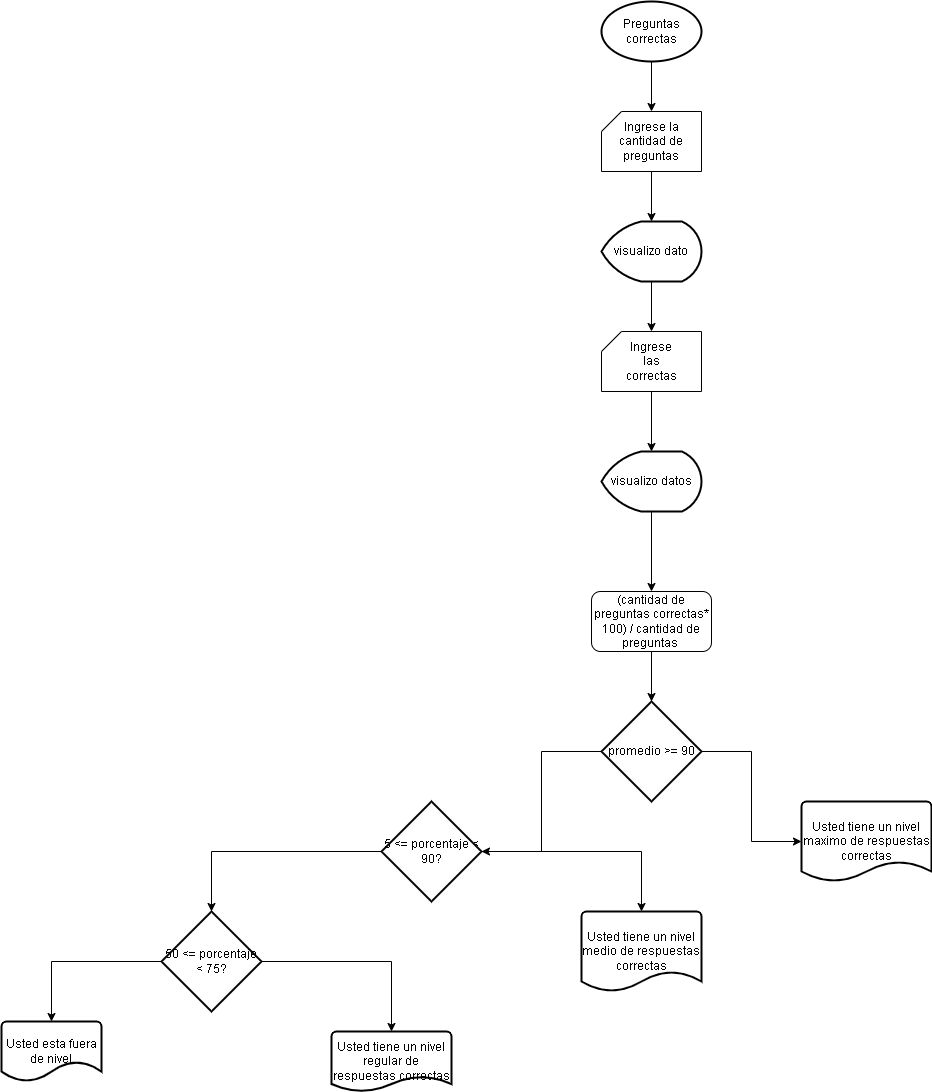 Preguntas
correctas
Ingrese la
cantidad de
preguntas
visualizo dato
Ingrese
las
correctas
visualizo datos
(cantidad de
preguntas correctas*
100) / cantidad de
preguntas
promedio >= 90
Usted tiene un nivel
maximo de respuestas
correctas
5 <= porcentaje <
90?
Usted tiene un nivel
medio de respuestas
correctas
50 <= porcentaje
< 75?
Usted esta fuera
de nivel
Usted tiene un nivel
regular de
respuestas correctas